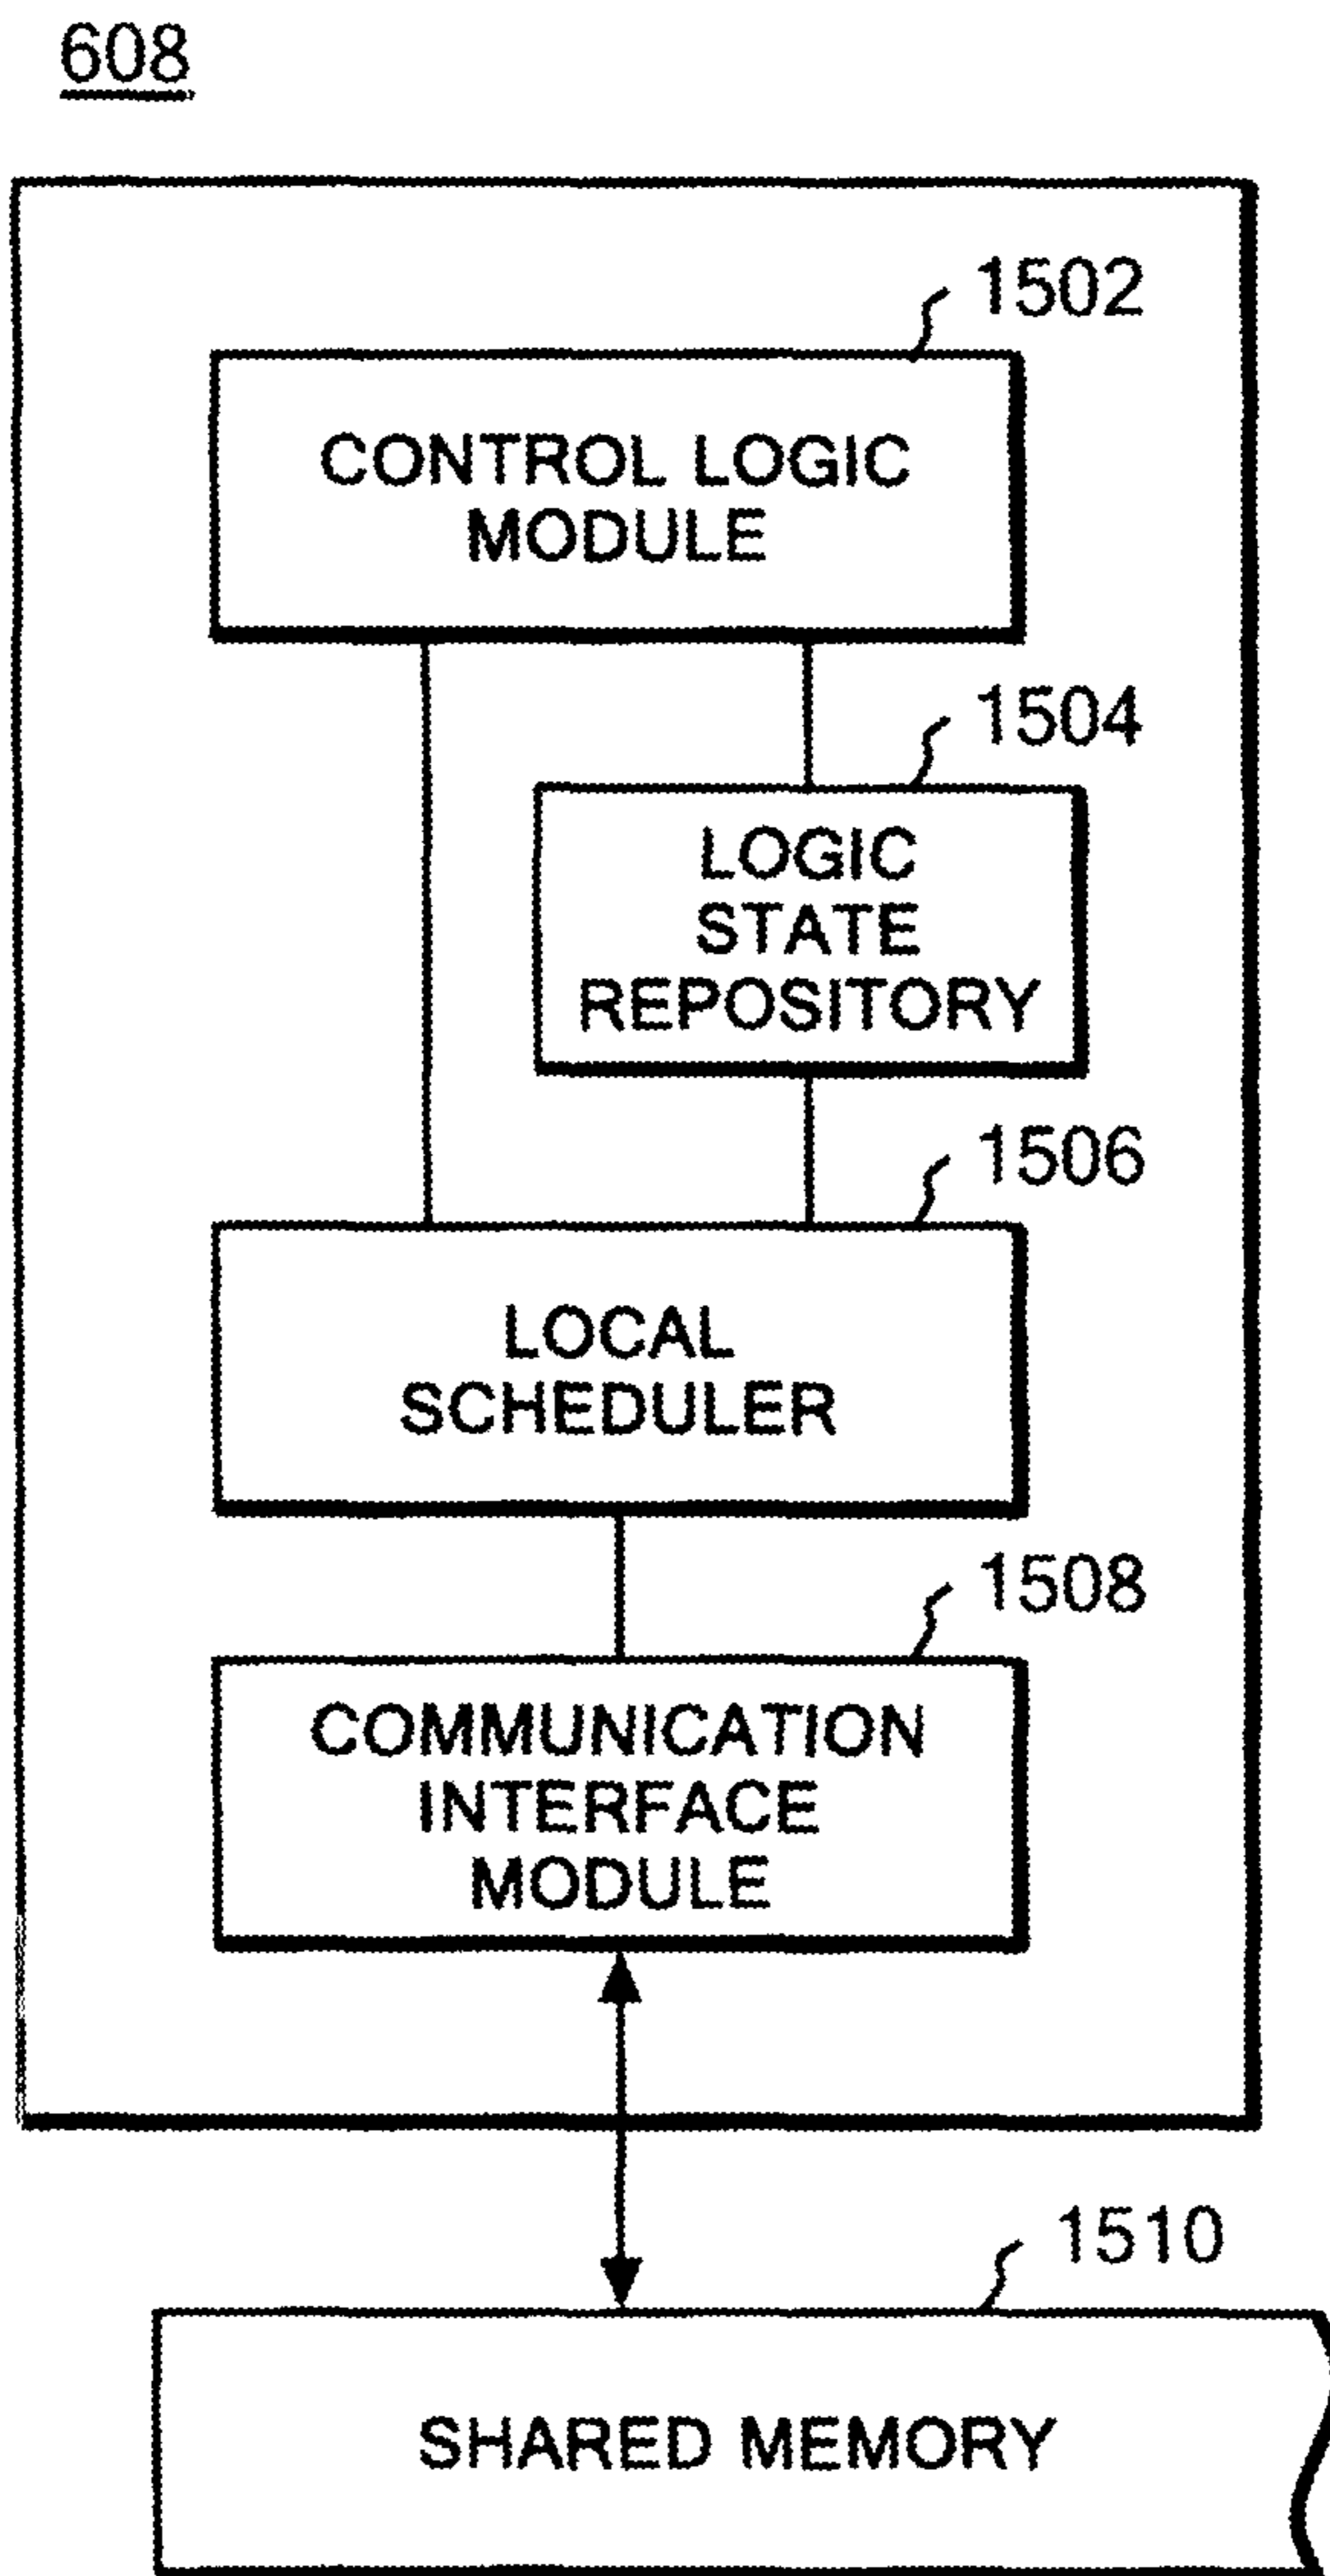 608
1502
CONTROL LOGIC
MODULE
1504
LOGIC
STATE
REPOSITORY
1506
LOCAL
SCHEDULER
1508
COMMUNICATION
INTERFACE
MODULE
1510
SHARED MEMORY